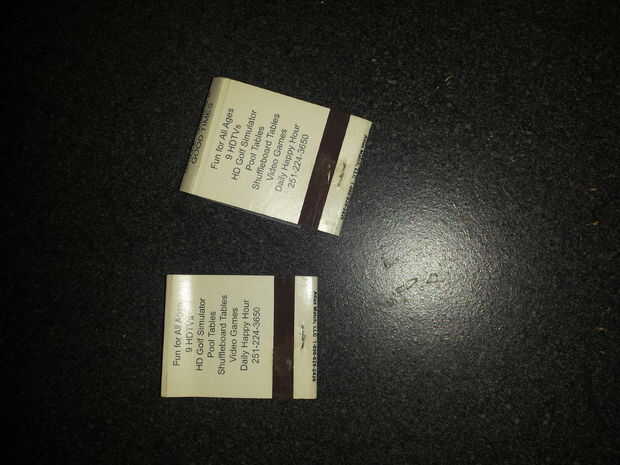 GOOD TIMES
Fun for All Ages
9 HDTVs
HD Golf Simulator
Pool Tables
Shuffleboard Tables
Video Games
Daily Happy Hour
251-224-3650
Fun for All Ages
9 HDTVs
HD Golf Simulator
Pool Tables
Shuffleboard Tables
Video Games
Daily Happy Hour
251-224-3650